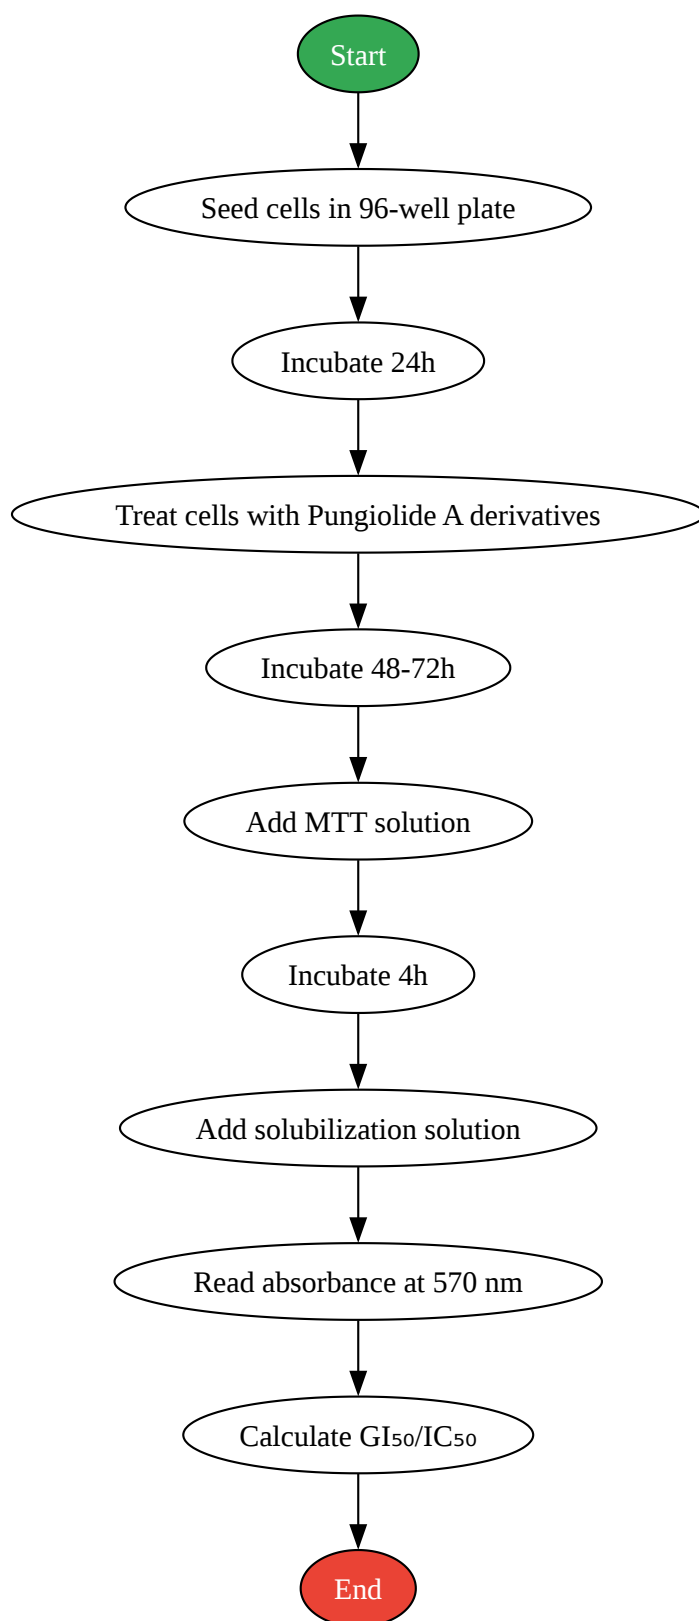 Start
Seed cells in 96-well plate
Incubate 24h
Treat cells with Pungiolide A derivatives
Incubate 48-72h
Add MTT solution
Incubate 4h
Add solubilization solution
Read absorbance at 570 nm
Calculate GI₅₀/IC₅₀
End